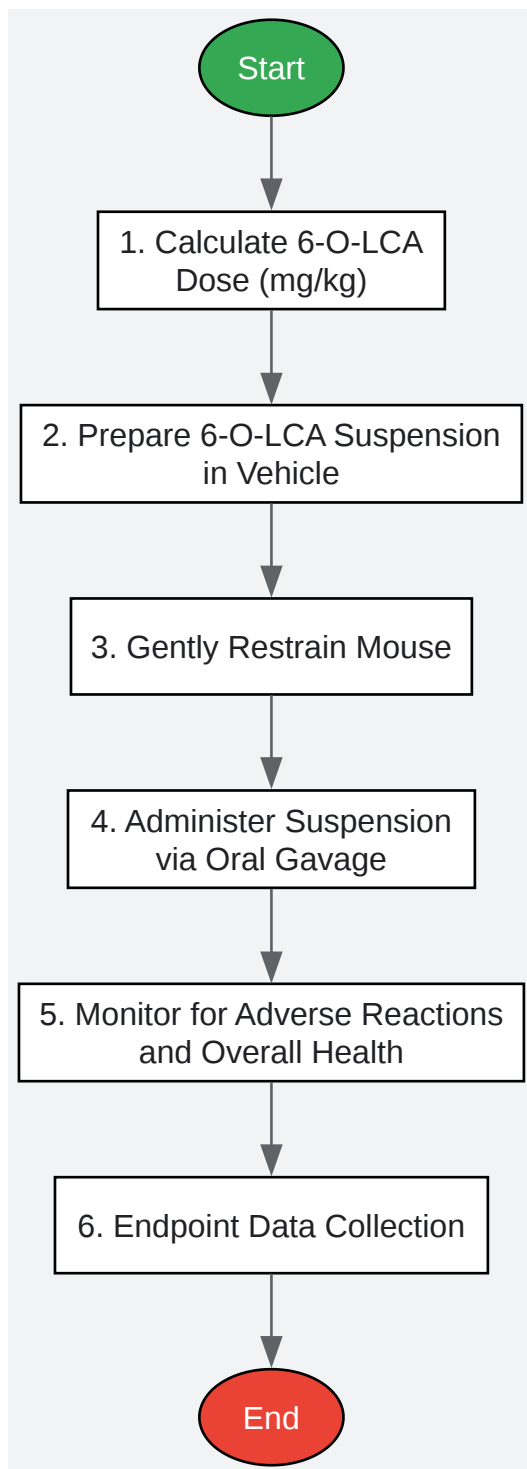 Start
1. Calculate 6-O-LCA
Dose (mg/kg)
2. Prepare 6-O-LCA Suspension
in Vehicle
3. Gently Restrain Mouse
4. Administer Suspension
via Oral Gavage
5. Monitor for Adverse Reactions
and Overall Health
6. Endpoint Data Collection
End